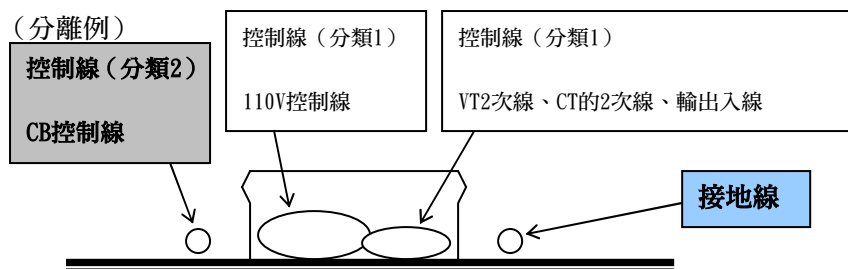 （分離例）
控制線（分類2）
CB控制線
控制線（分類1）
110V控制線
控制線（分類1）
VT2次線、CT的2次線、輸出入線
接地線